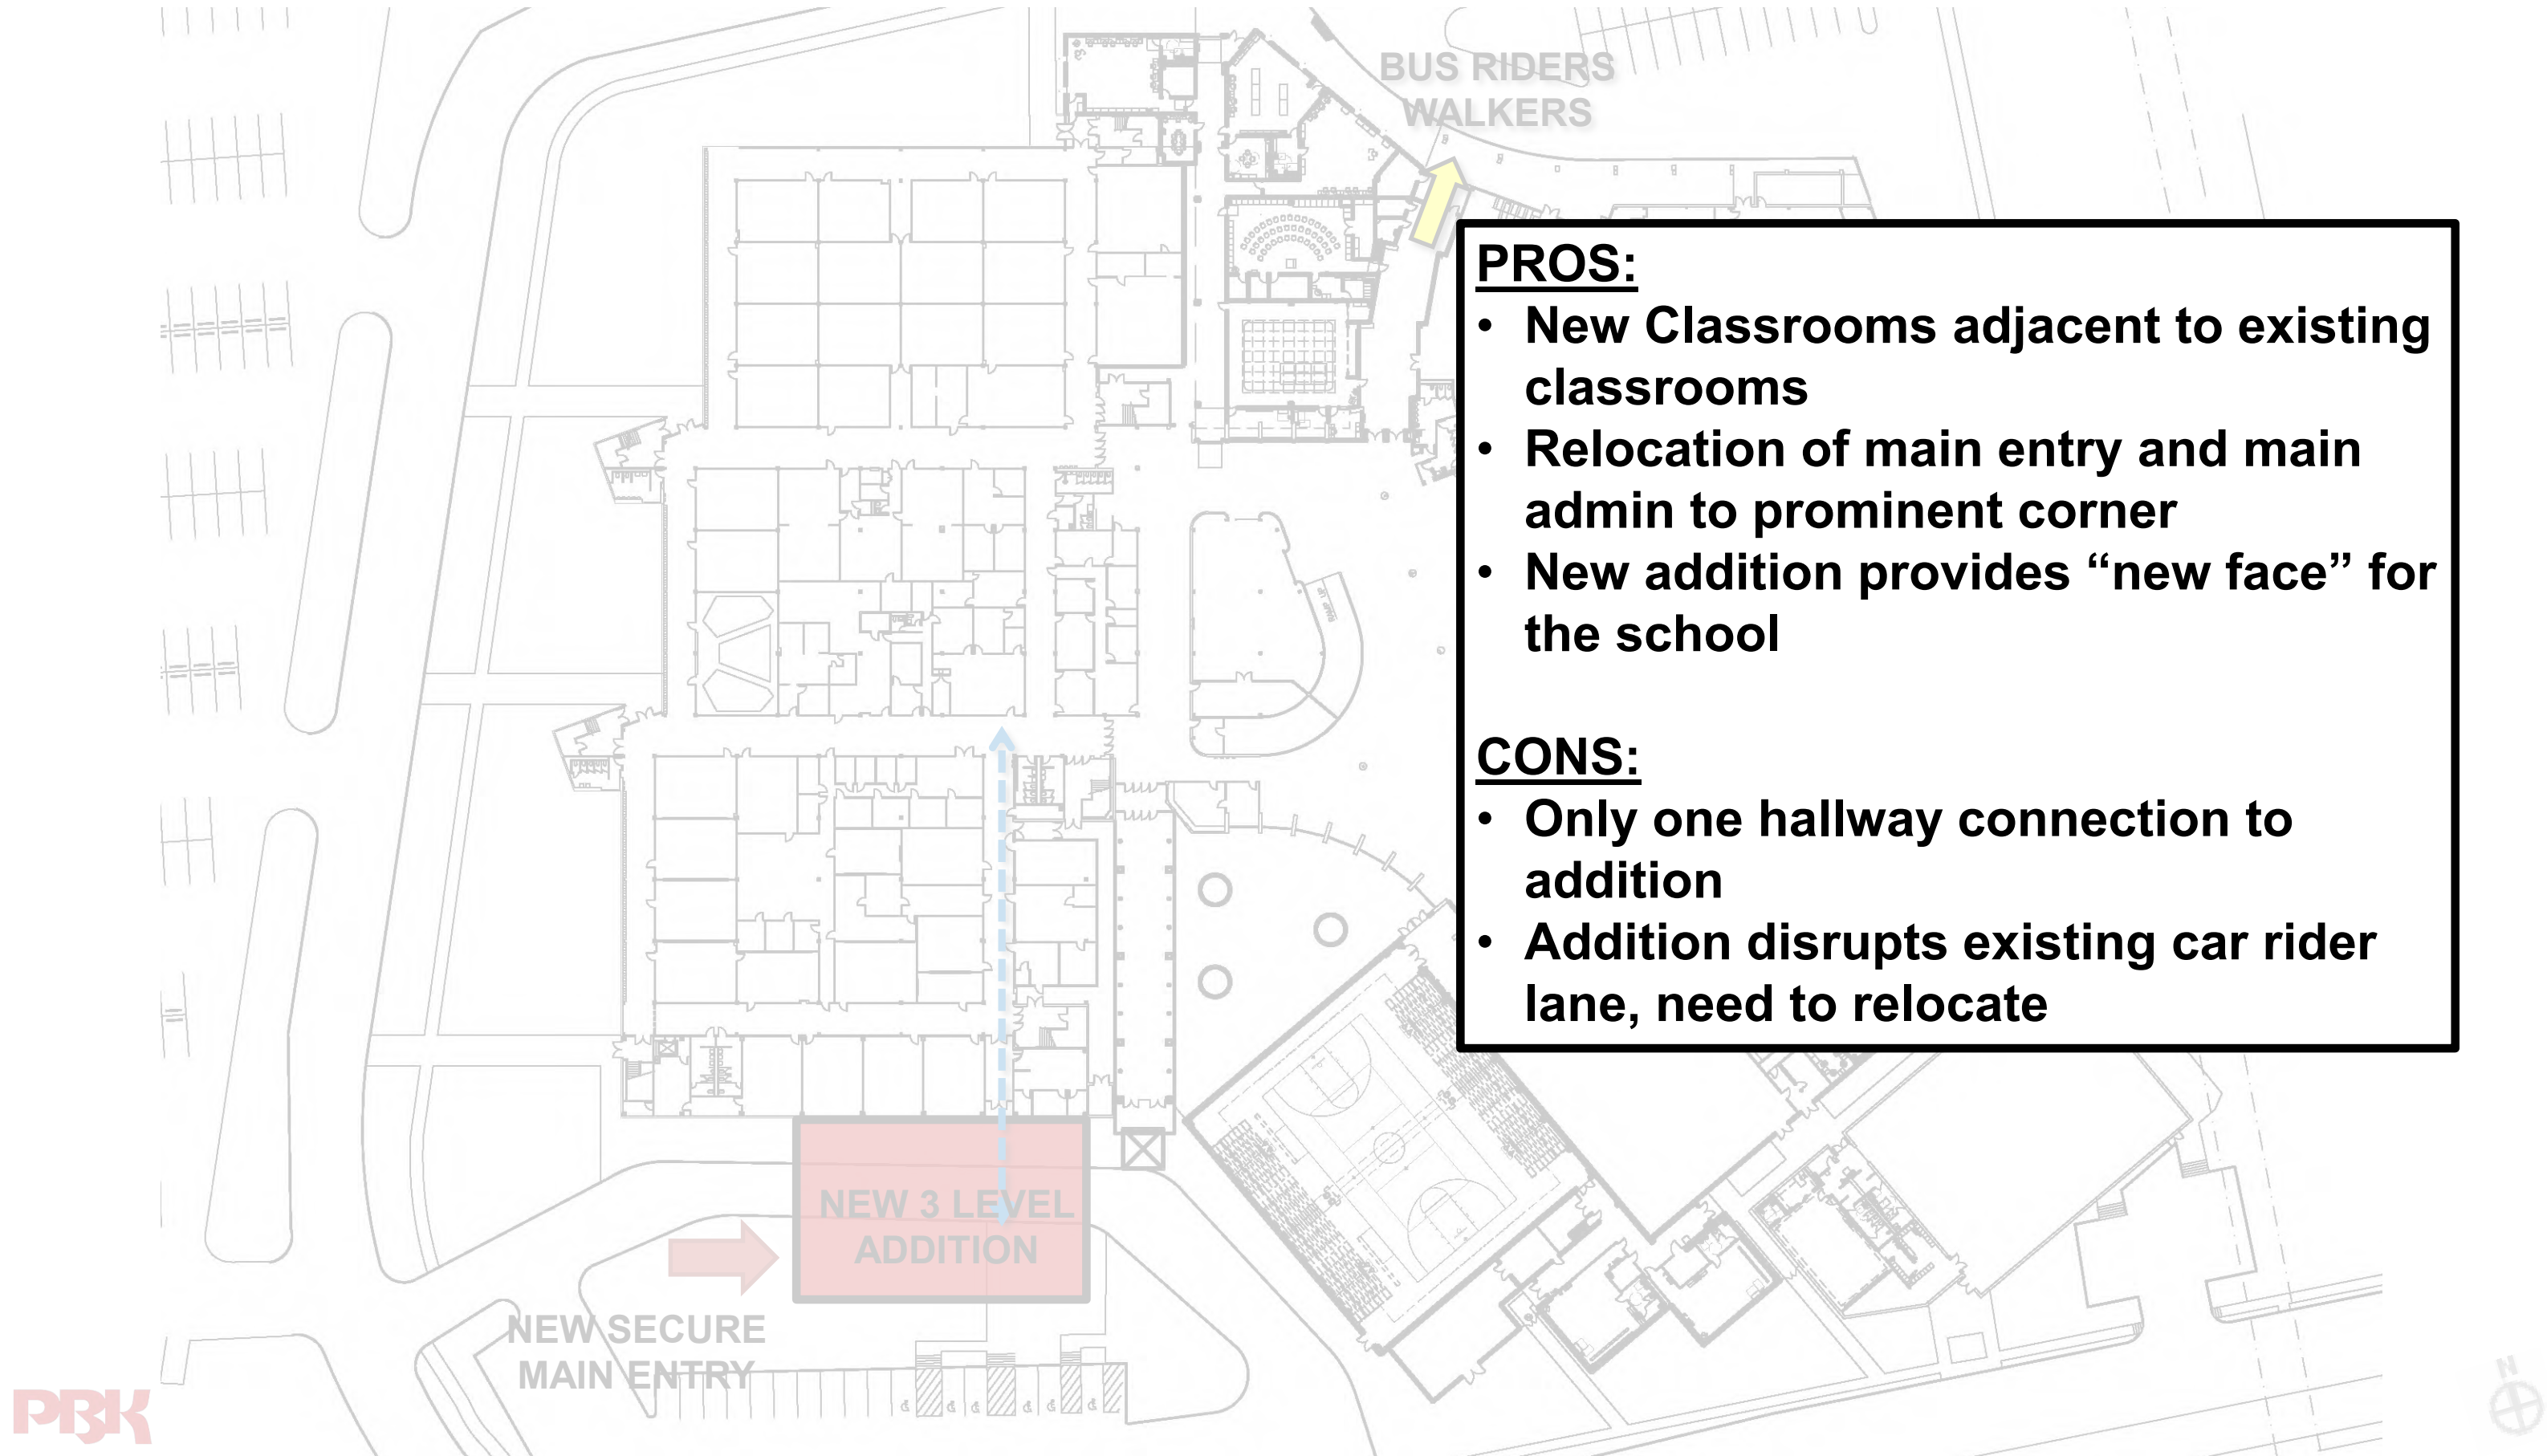 BUS RIDERS
WALKERS
PROS:
• New Classrooms adjacent to existing
classrooms
• Relocation of main entry and main
admin to prominent corner
• New addition provides “new face” for
the school
CONS:
• Only one hallway connection to
addition
• Addition disrupts existing car rider
lane, need to relocate
NEW 3 LEVEL
ADDITION
NEW SECURE
MAIN ENTRY
PBK
N